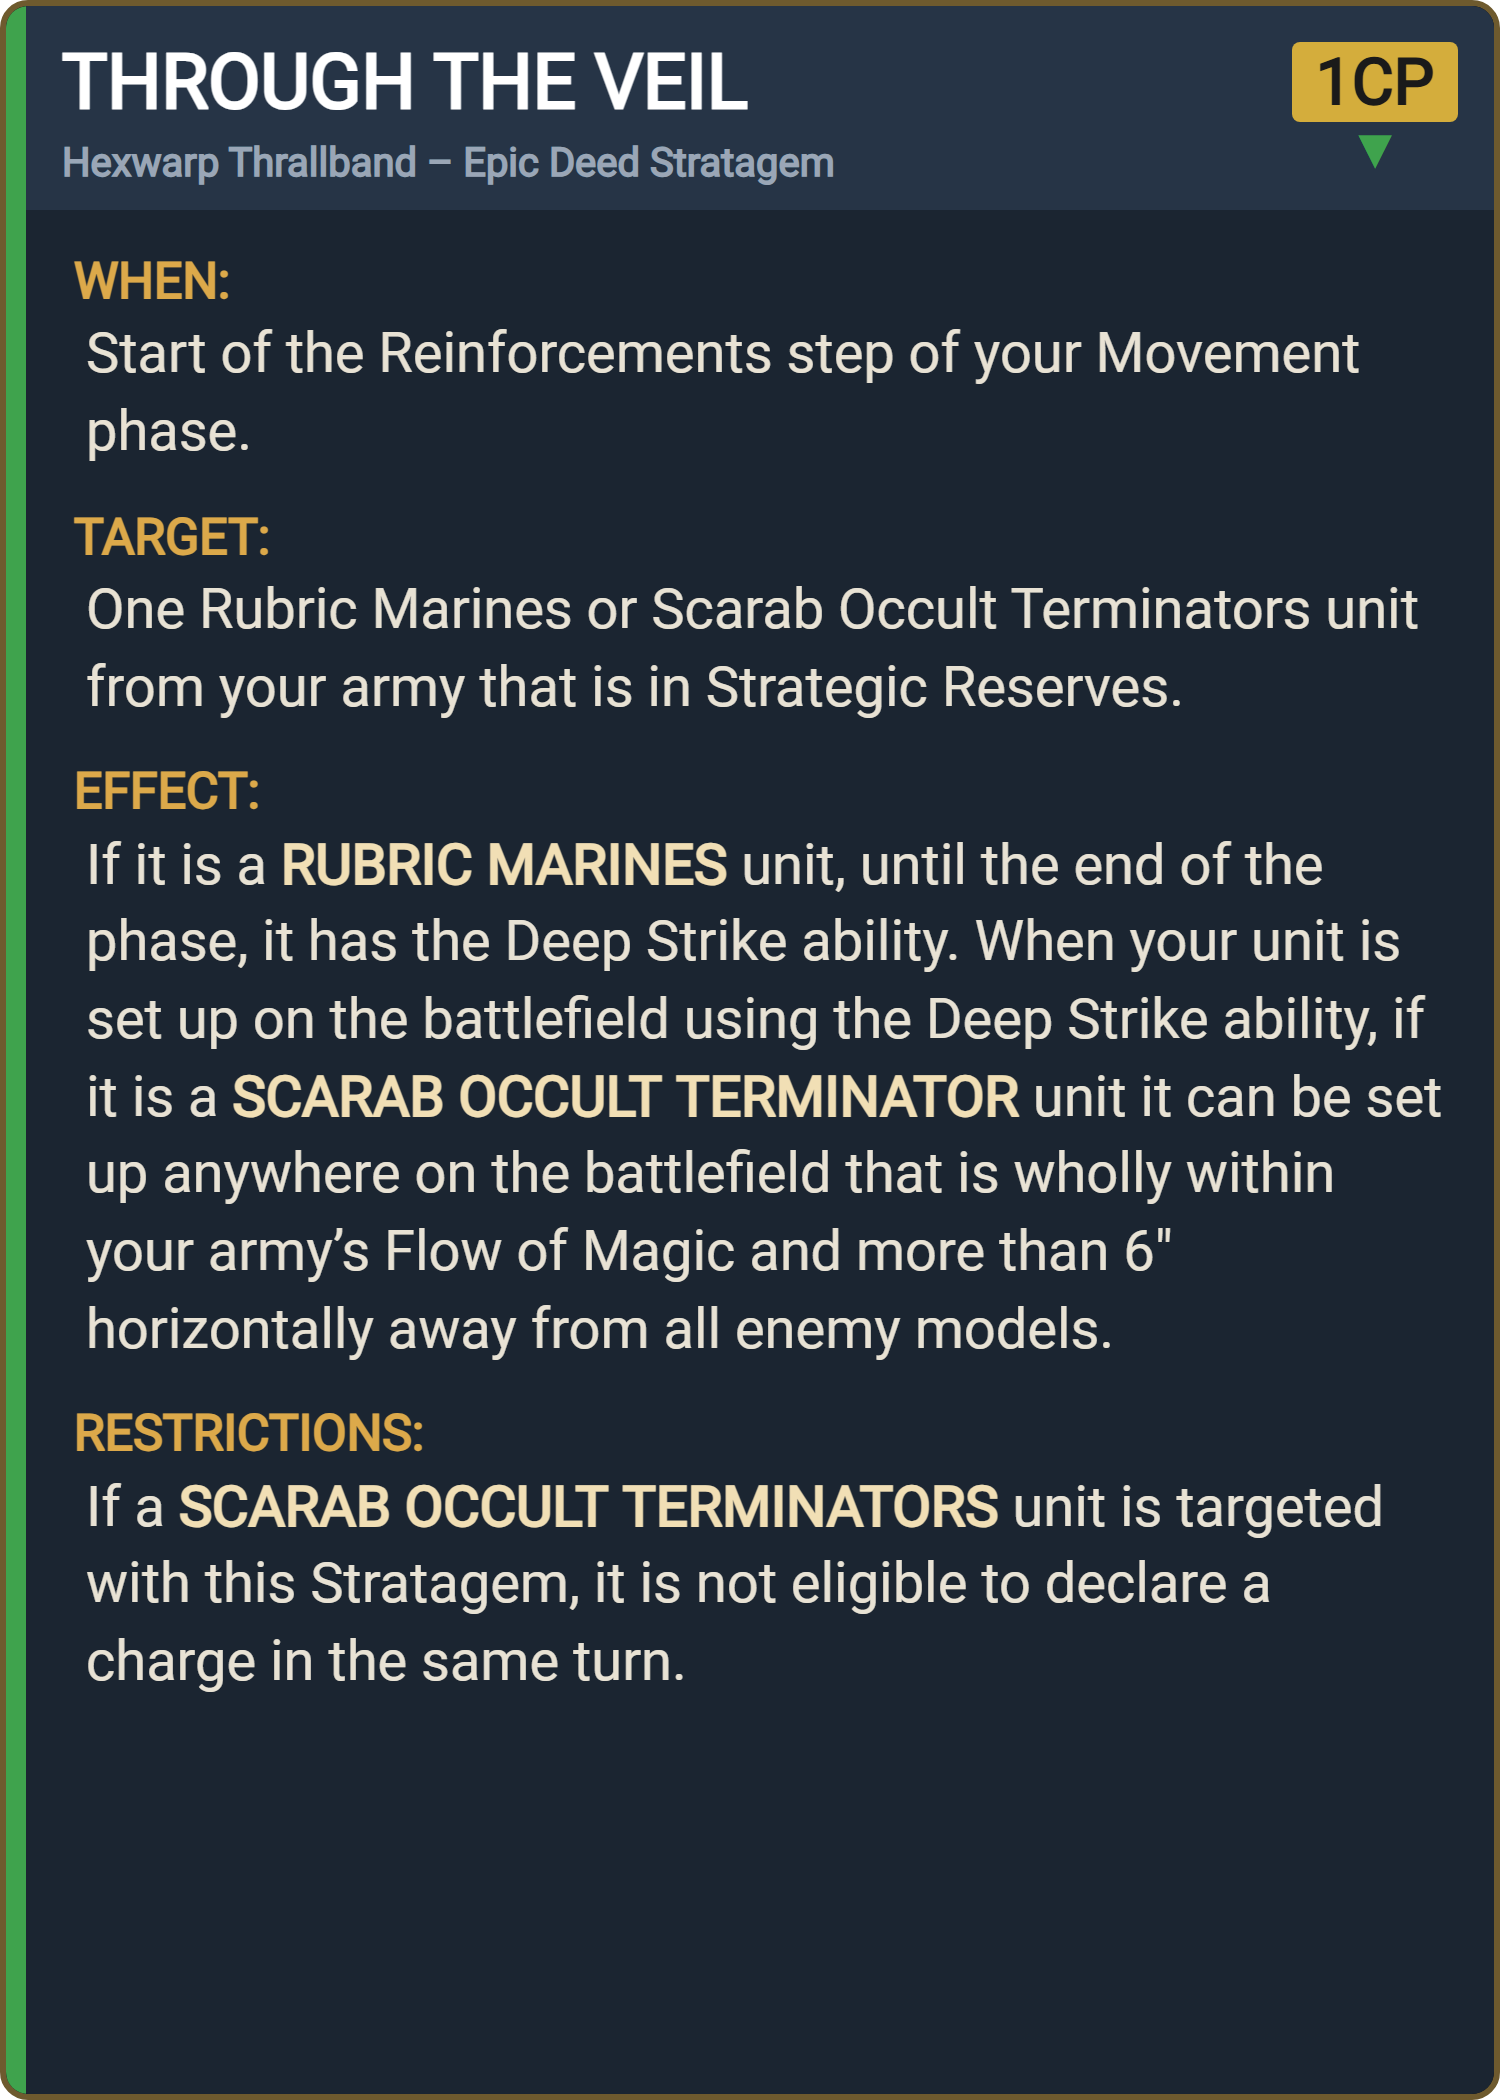 THROUGH THE VEIL
1CP
Hexwarp Thrallband – Epic Deed Stratagem
WHEN:
Start of the Reinforcements step of your Movement
phase.
TARGET:
One Rubric Marines or Scarab Occult Terminators unit
from your army that is in Strategic Reserves.
EFFECT:
If it is a RUBRIC MARINES unit, until the end of the
phase, it has the Deep Strike ability. When your unit is
set up on the battlefield using the Deep Strike ability, if
it is a SCARAB OCCULT TERMINATOR unit it can be set
up anywhere on the battlefield that is wholly within
your army’s Flow of Magic and more than 6"
horizontally away from all enemy models.
RESTRICTIONS:
If a SCARAB OCCULT TERMINATORS unit is targeted
with this Stratagem, it is not eligible to declare a
charge in the same turn.